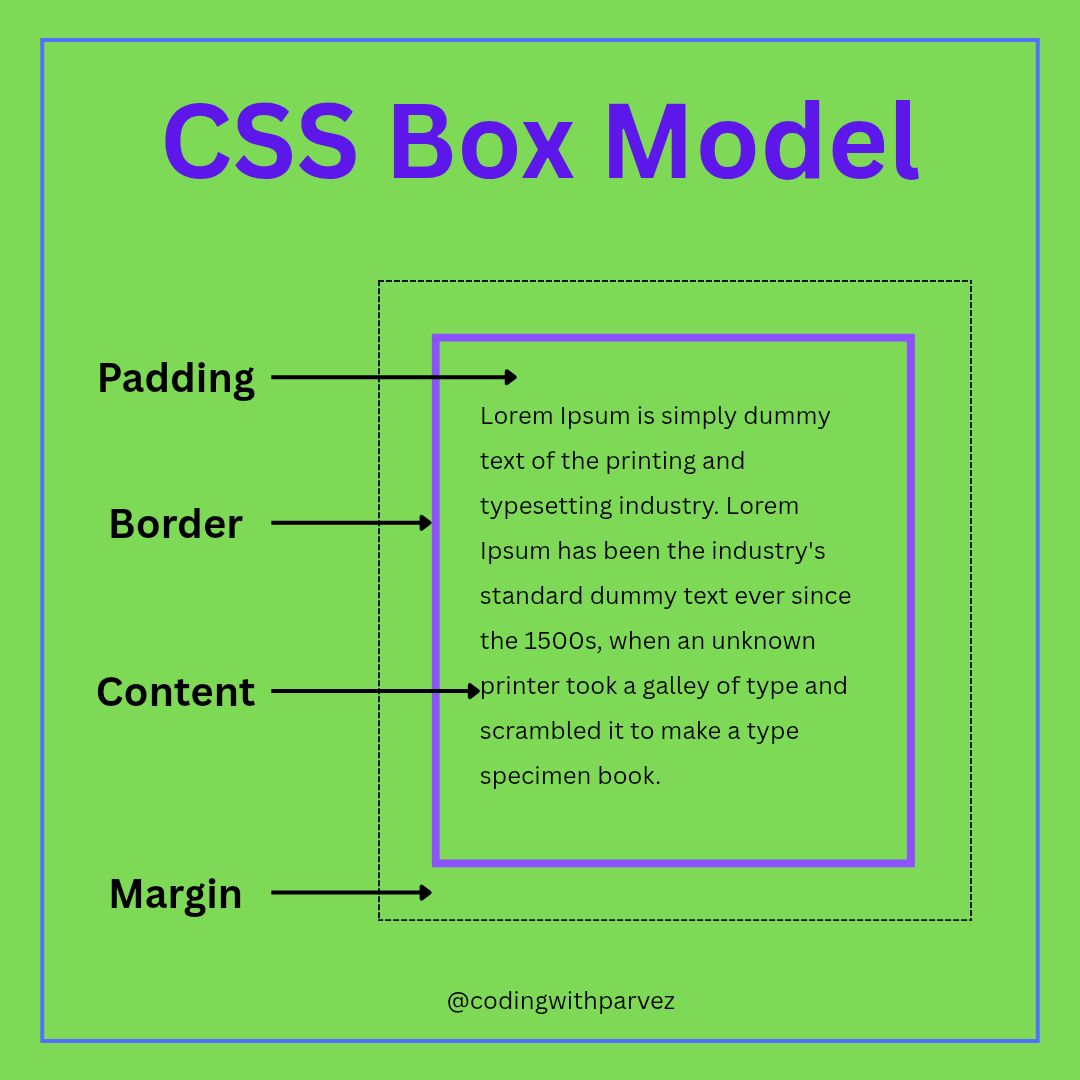 CSS Box Model
Padding
Lorem Ipsum is simply dummy
text of the printing and
typesetting industry. Lorem
Border
Ipsum has been the industry's
standard dummy text ever since
the 1500s, when an unknown
Content
printer took a galley of type and
scrambled it to make a type
specimen book.
Margin
@codingwithparvez